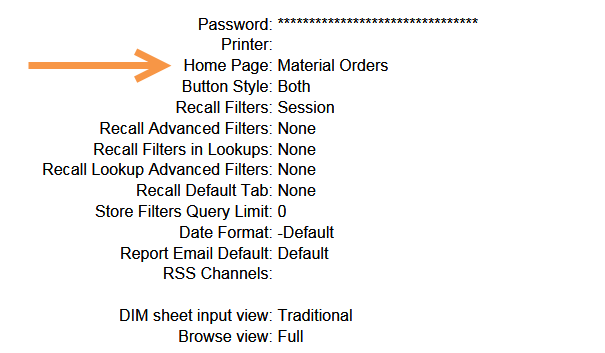 Password: ********************************
Printer:
Home Page: Material Orders
Button Style: Both
Recall Filters: Session
Recall Advanced Filters: None
Recall Filters in Lookups: None
Recall Lookup Advanced Filters: None
Recall Default Tab: None
Store Filters Query Limit: 0
Date Format: -Default
Report Email Default: Default
RSS Channels:
DIM sheet input view: Traditional
Browse view: Full